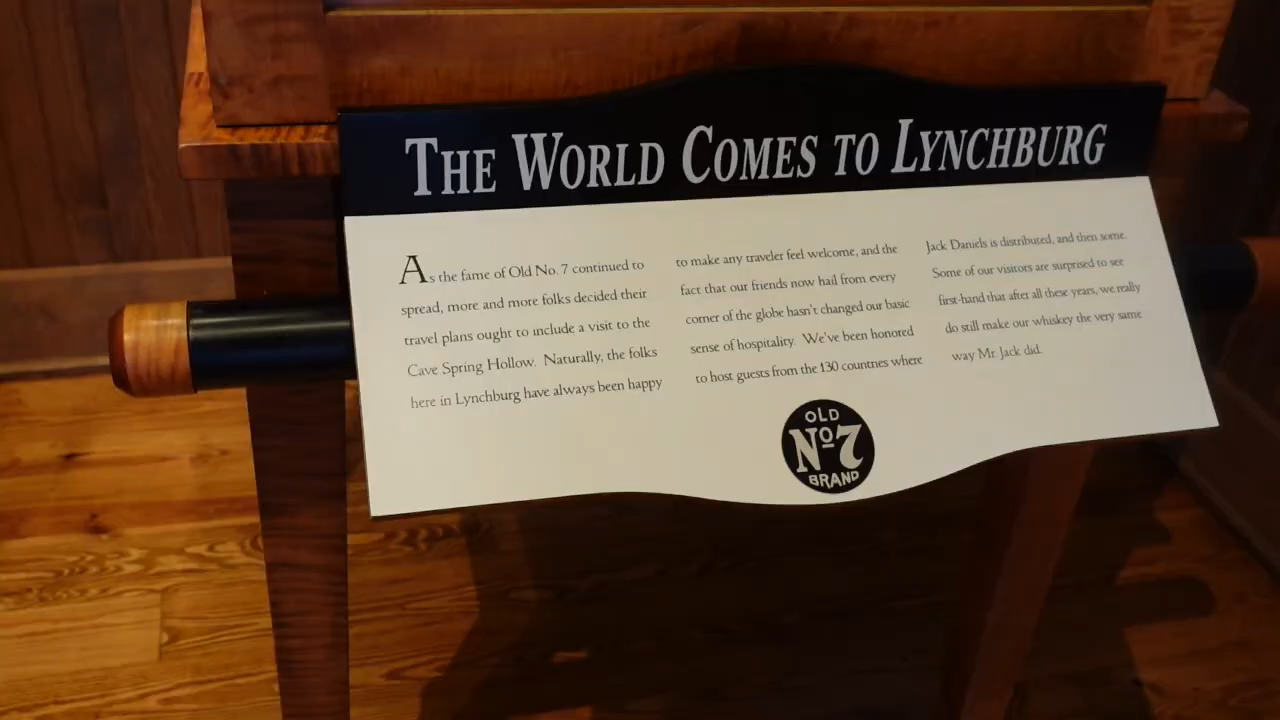 THE WORLD COMES TO LYNCHBURG
As the fame of Old No. 7 continued to
spread, more and more folks decided their
travel plans ought to include a visit to the
Cave Spring Hollow. Naturally, the folks
here in Lynchburg have always been happy
to make any traveler feel welcome, and the
fact that our friends now hail from every
corner of the globe hasn't changed our basic
sense of hospitality. We've been honored
to host guests from the 130 countries where
Jack Daniels is distributed, and then some.
Some of our visitors are surprised to see
first-hand that after all these years, we really
do still make our whiskey the very same
way Mr. Jack did.
OLD
Nº7
BRAND